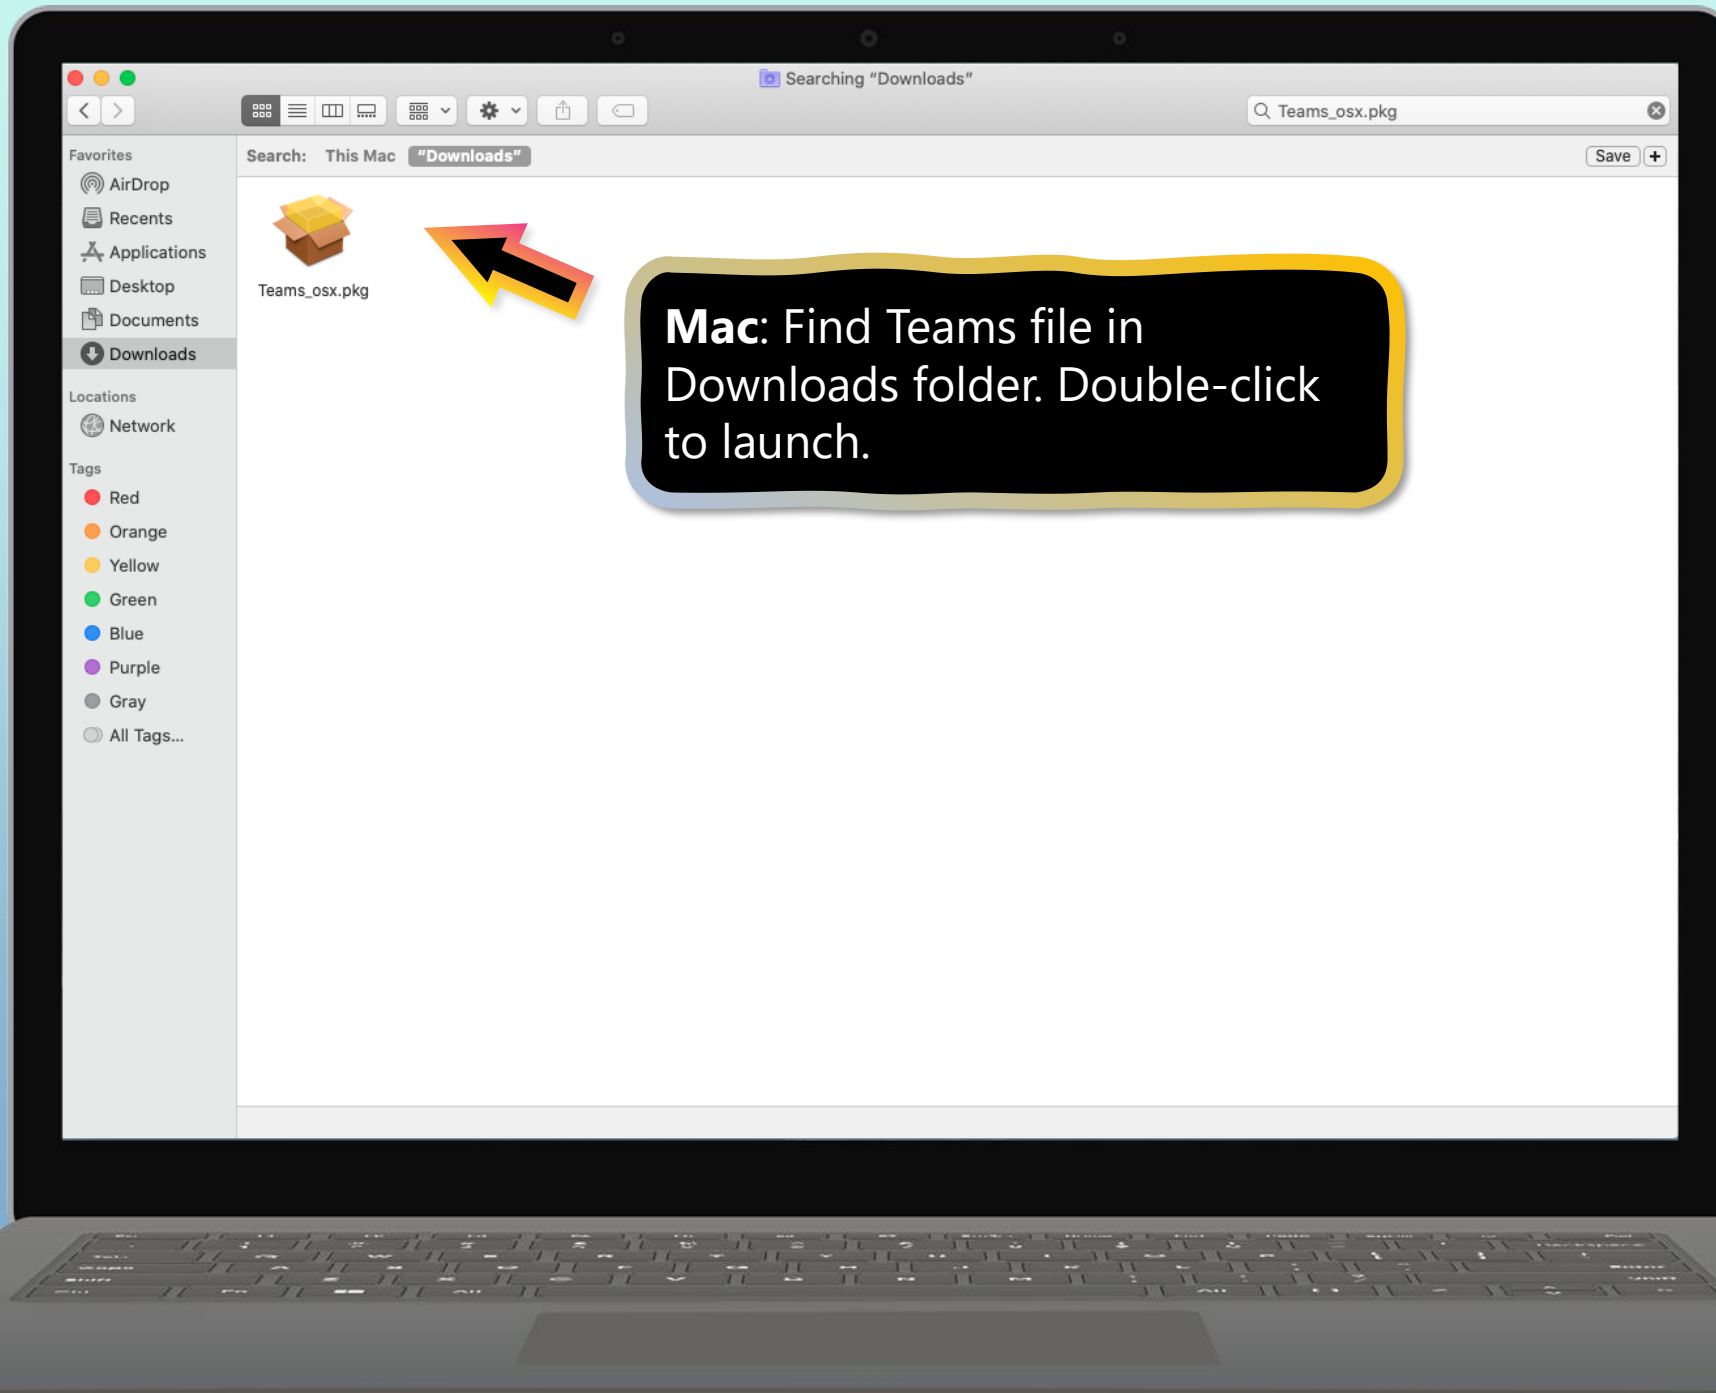 Searching “Downloads”
Teams_osx.pkg
Favorites
AirDrop
Recents
Applications
Desktop
Documents
Downloads
Locations
Network
Tags
Red
Orange
Yellow
Green
Blue
Purple
Gray
All Tags...
Search: This Mac “Downloads”
Save +
Teams_osx.pkg
Mac: Find Teams file in
Downloads folder. Double-click
to launch.